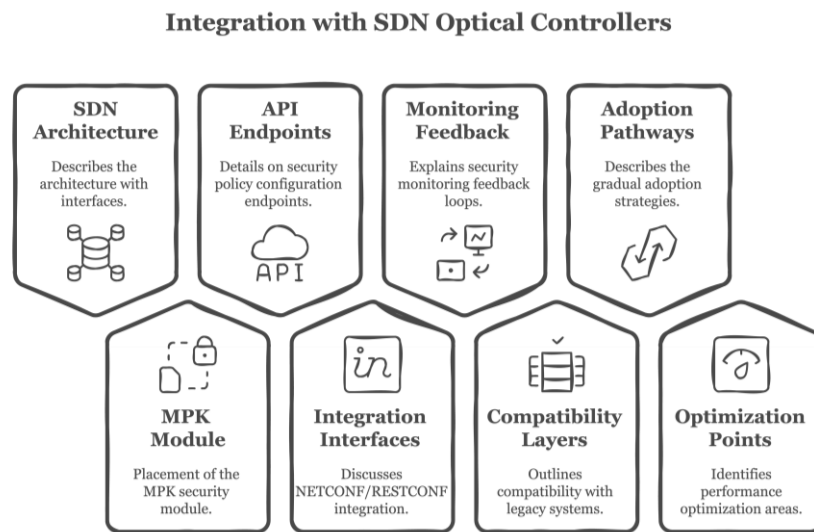 Integration with SDN Optical Controllers
SDN
Architecture
Describes the
architecture with
interfaces.
API
Endpoints
Details on security
policy configuration
endpoints.
API
Monitoring
Feedback
Explains security
monitoring feedback
loops.
Adoption
Pathways
Describes the
gradual adoption
strategies.
MPK
Module
Placement of the
MPK security
module.
in
Integration
Interfaces
Discusses
NETCONF/RESTCONF
integration.
Compatibility
Layers
Outlines
compatibility with
legacy systems.
Optimization
Points
Identifies
performance
optimization areas.